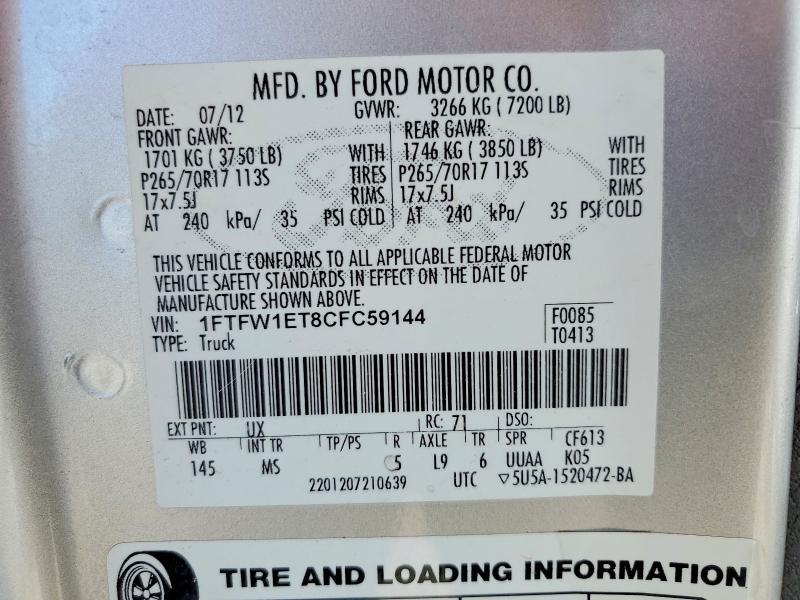 MFD. BY FORD MOTOR CO.
DATE: 07/12 GVWR: 3266 KG ( 7200 LB)
FRONT GAWR: REAR GAWR:
1701 KG ( 3750 LB) WITH 1746 KG ( 3850 LB) WITH
P265/70R17 113S TIRES P265/70R17 113S TIRES
17x7.5J RIMS 17x7.5J RIMS
AT 240 kPa/ 35 PSI COLD AT 240 kPa/ 35 PSI COLD
THIS VEHICLE CONFORMS TO ALL APPLICABLE FEDERAL MOTOR
VEHICLE SAFETY STANDARDS IN EFFECT ON THE DATE OF
MANUFACTURE SHOWN ABOVE.
VIN: 1FTFW1ET8CFC59144 F0085
TYPE: Truck T0413
EXT PNT: UX RC: 71 DSO:
WB INT TR TP/PS R AXLE TR SPR CF613
145 MS 5 L9 6 UUAA K05
2201207210639 UTC ▽5U5A-1520472-BA
TIRE AND LOADING INFORMATION